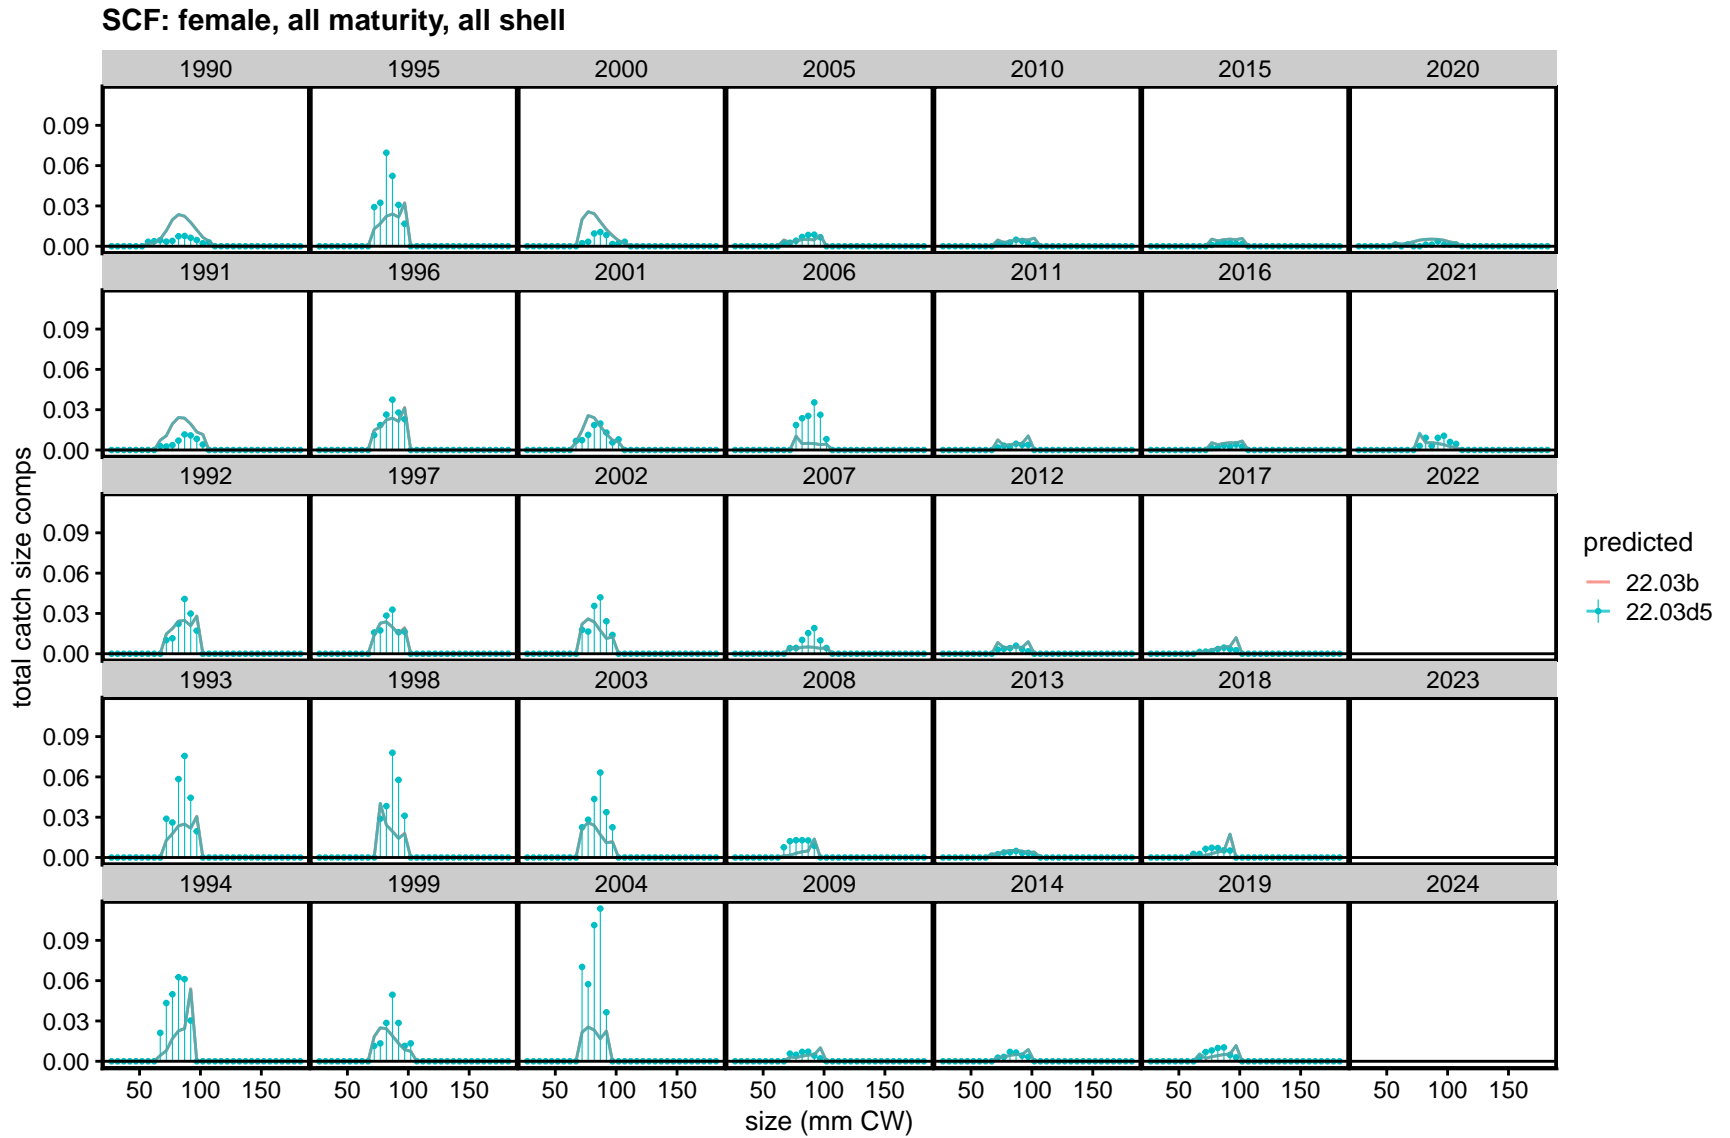 SCF: female, all maturity, all shell
1990 1995 2000 2005 2010 2015 2020
0.09
0.06
0.03
0.00
1991 1996 2001 2006 2011 2016 2021
0.09
0.06
0.03
0.00
1992 1997 2002 2007 2012 2017 2022
0.09
0.06
0.03
0.00
1993 1998 2003 2008 2013 2018 2023
0.09
0.06
0.03
0.00
1994 1999 2004 2009 2014 2019 2024
0.09
0.06
0.03
0.00
50 100 150 50 100 150 50 100 150 50 100 150 50 100 150 50 100 150 50 100 150
size (mm CW)
total catch size comps
predicted
22.03b
22.03d5